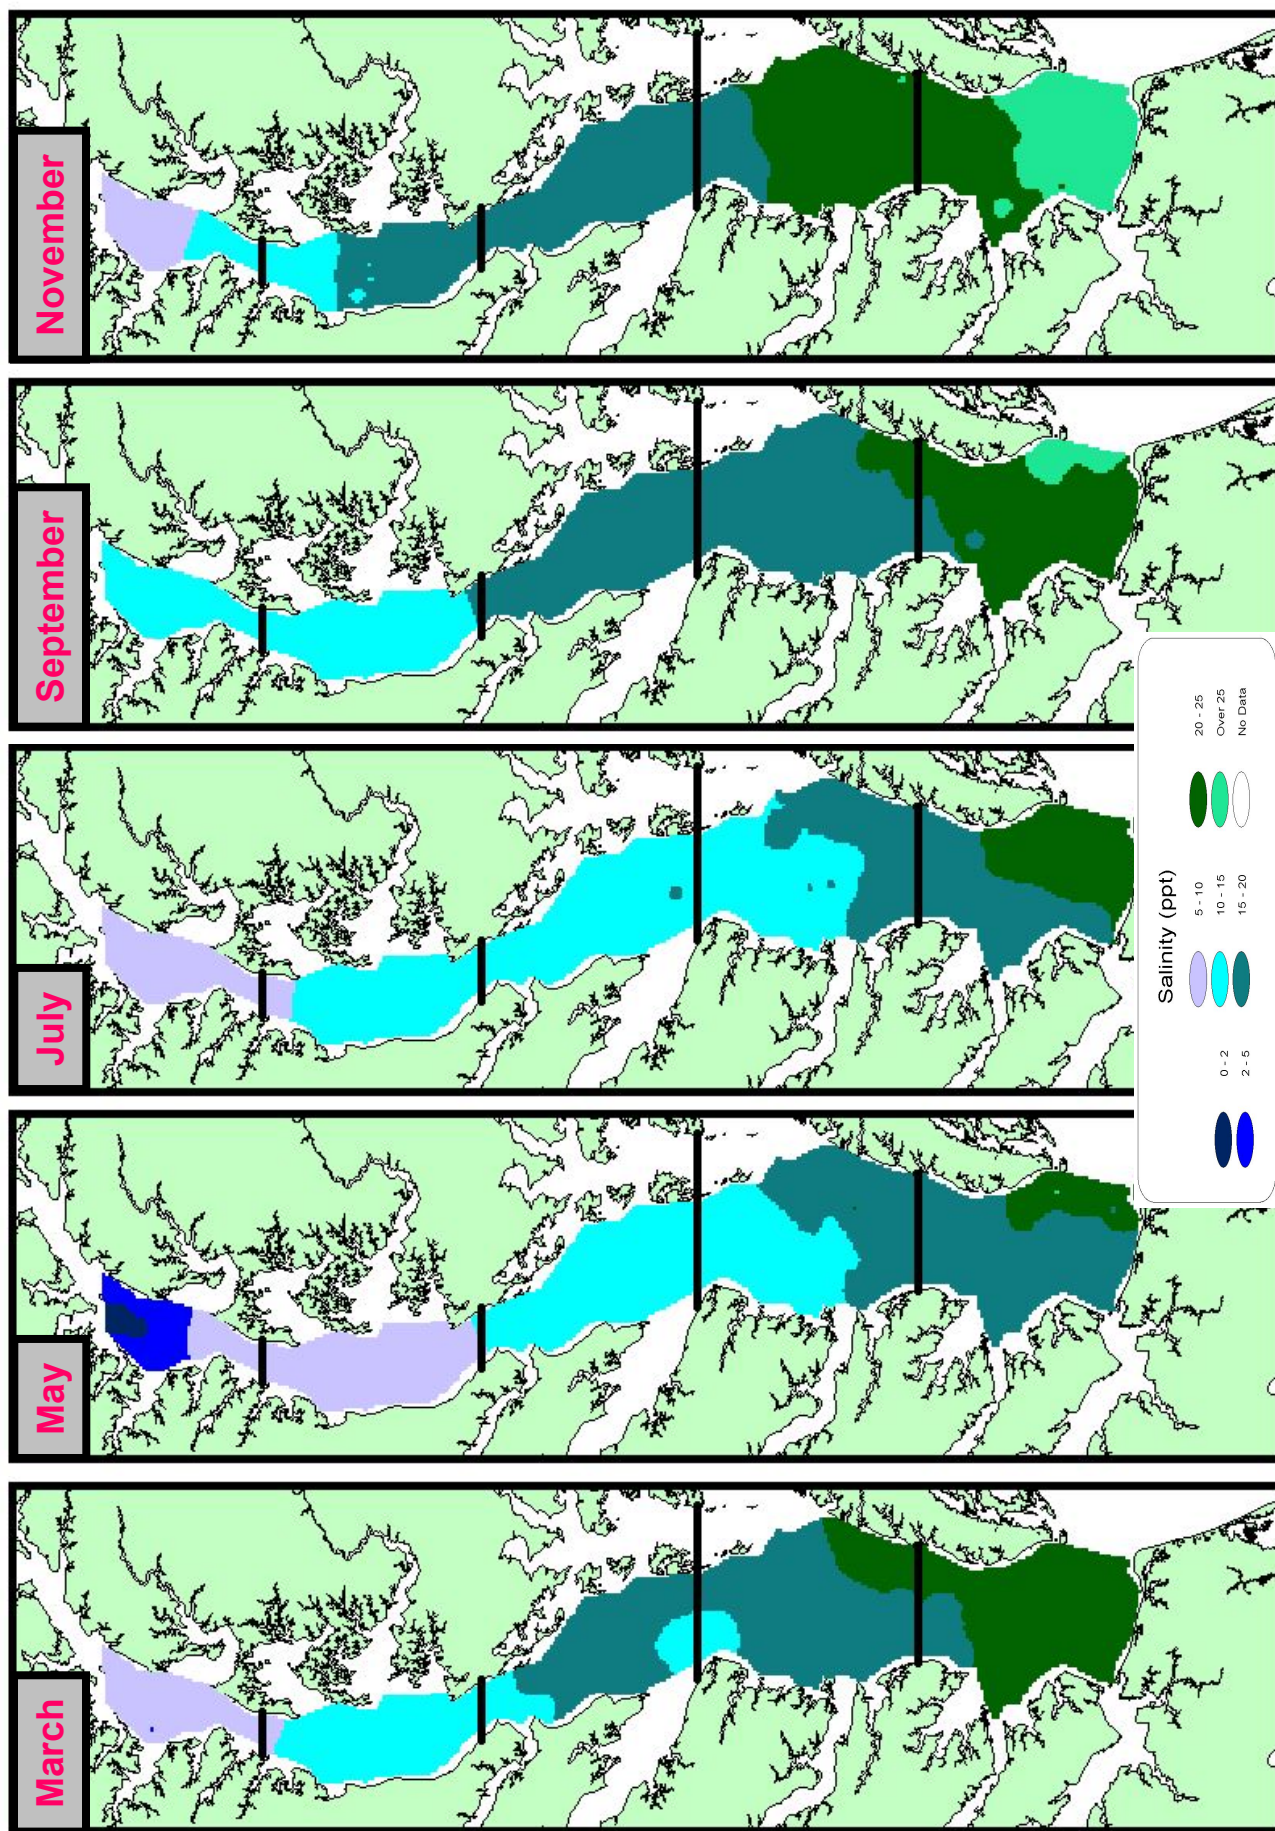 March
May
July
September
November
Salinity (ppt)
0 - 2
2 - 5
5 - 10
10 - 15
15 - 20
20 - 25
Over 25
No Data